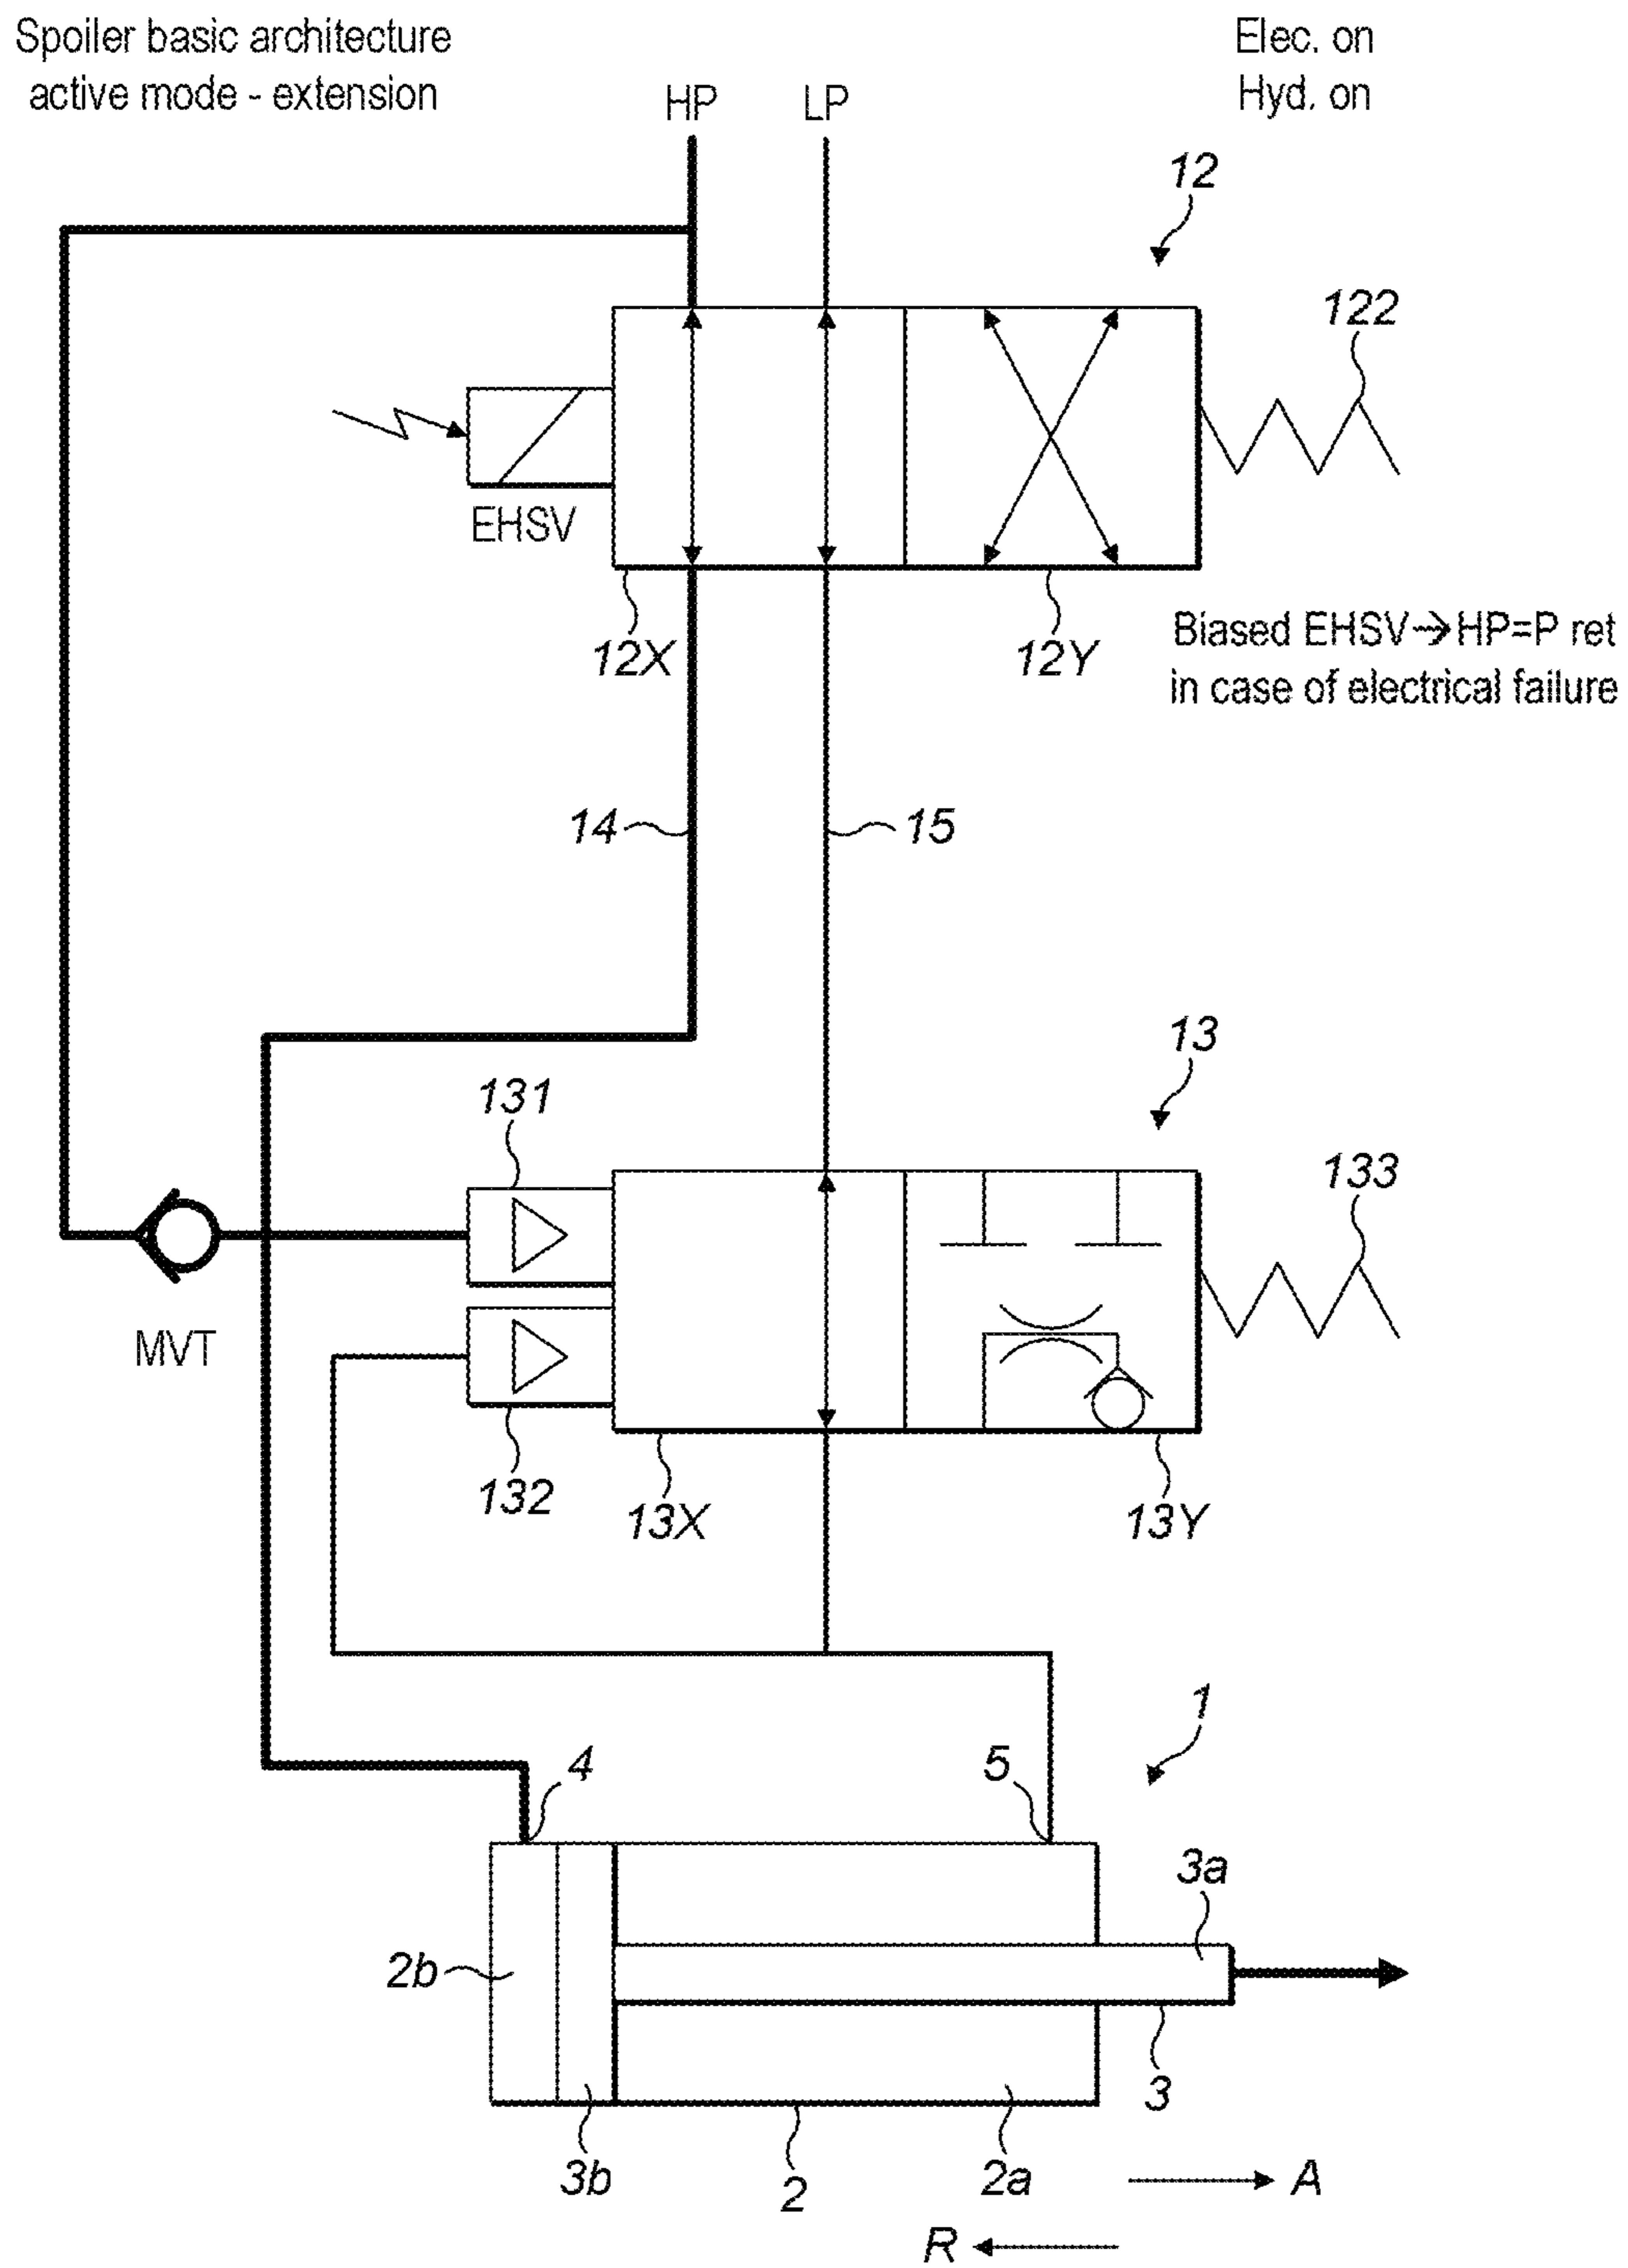 Spoiler basic architecture
active mode - extension
Elec. on
Hyd. on
HP
LP
12
122
EHSV
12X
12Y
Biased EHSV→HP=P ret
in case of electrical failure
14
15
13
131
133
MVT
132
13X
13Y
1
4
5
3a
2b
3
3b
2
2a
A
R